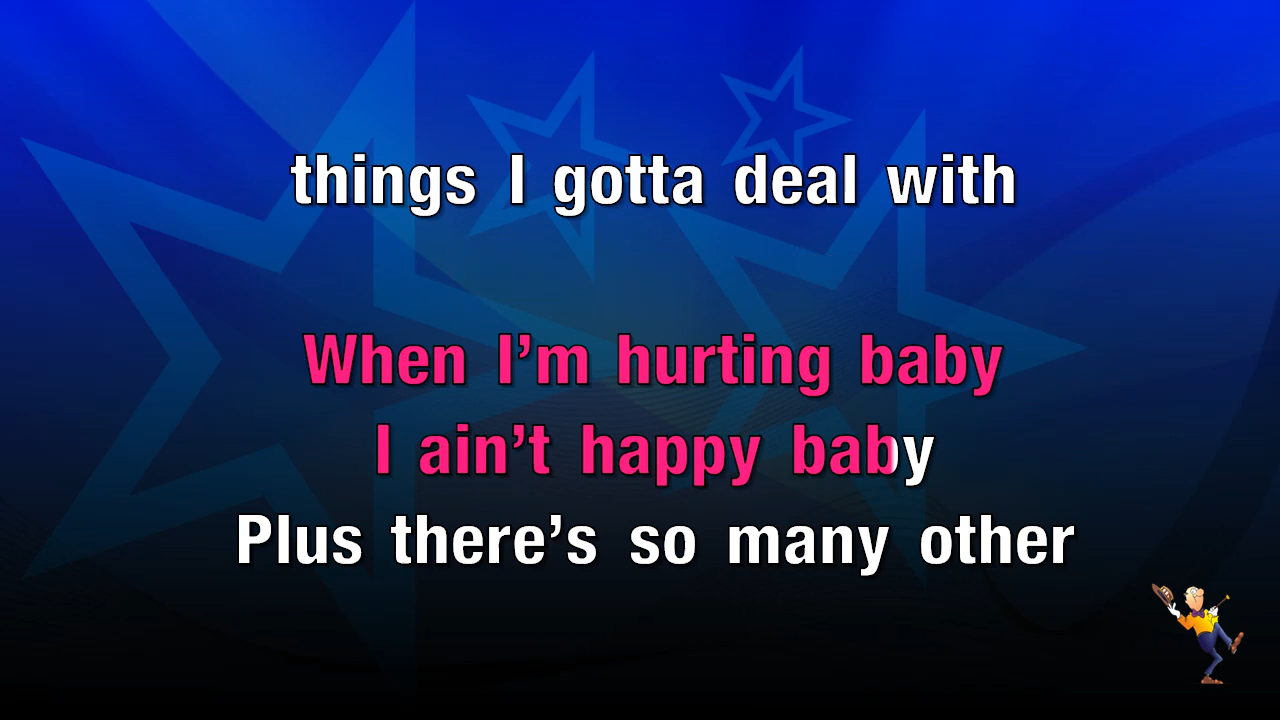 things I gotta deal with
When I'm hurting baby
I ain't happy baby
Plus there's so many other